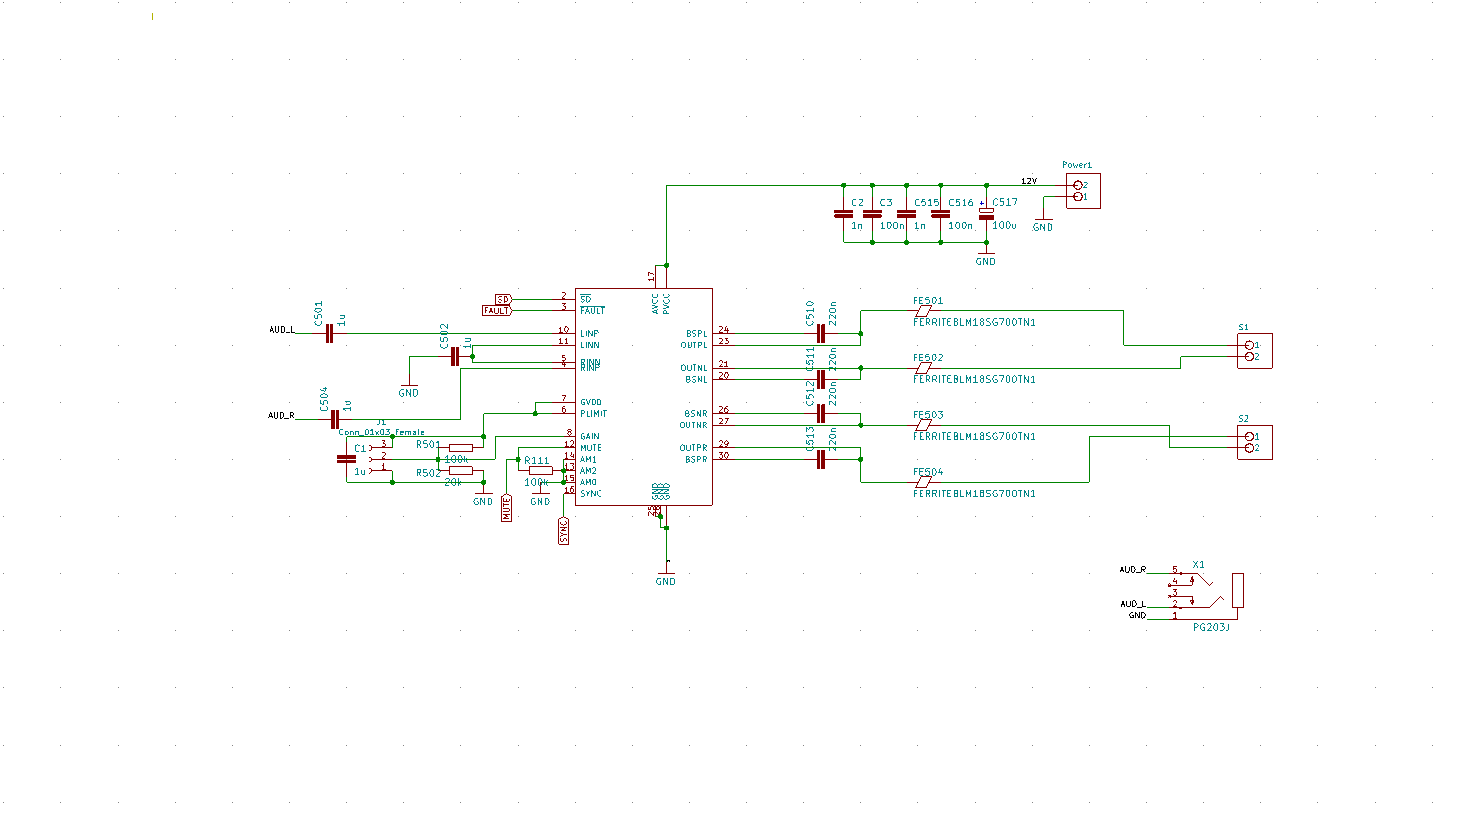 Power1
12V
2
1
GND
C2
1n
C3
100n
C515
1n
C516
100n
+
C517
100u
GND
17
AVCC
PVCC
SD
2
SD
FAULT
3
FAULT
AUD_L
C501
1u
10
LINP
11
LINN
C502
1u
5
RINN
4
RINP
GND
AUD_R
C504
1u
7
GVDD
6
PLIMIT
J1
Conn_01x03_Female
C1
1u
3
2
1
R501
100k
R502
20k
GND
8
GAIN
12
MUTE
14
AM1
13
AM2
15
AM0
16
SYNC
R111
100k
GND
MUTE
SYNC
GND
GND
25
28
GND
BSPL
24
OUTPL
23
OUTNL
21
BSNL
20
BSNR
26
OUTNR
27
OUTPR
29
BSPR
30
C510
220n
C511
220n
C512
220n
C513
220n
FE501
FERRITEBLM18SG700TN1
FE502
FERRITEBLM18SG700TN1
FE503
FERRITEBLM18SG700TN1
FE504
FERRITEBLM18SG700TN1
S1
1
2
S2
1
2
X1
AUD_R
5
4
3
AUD_L
2
GND
1
PG203J